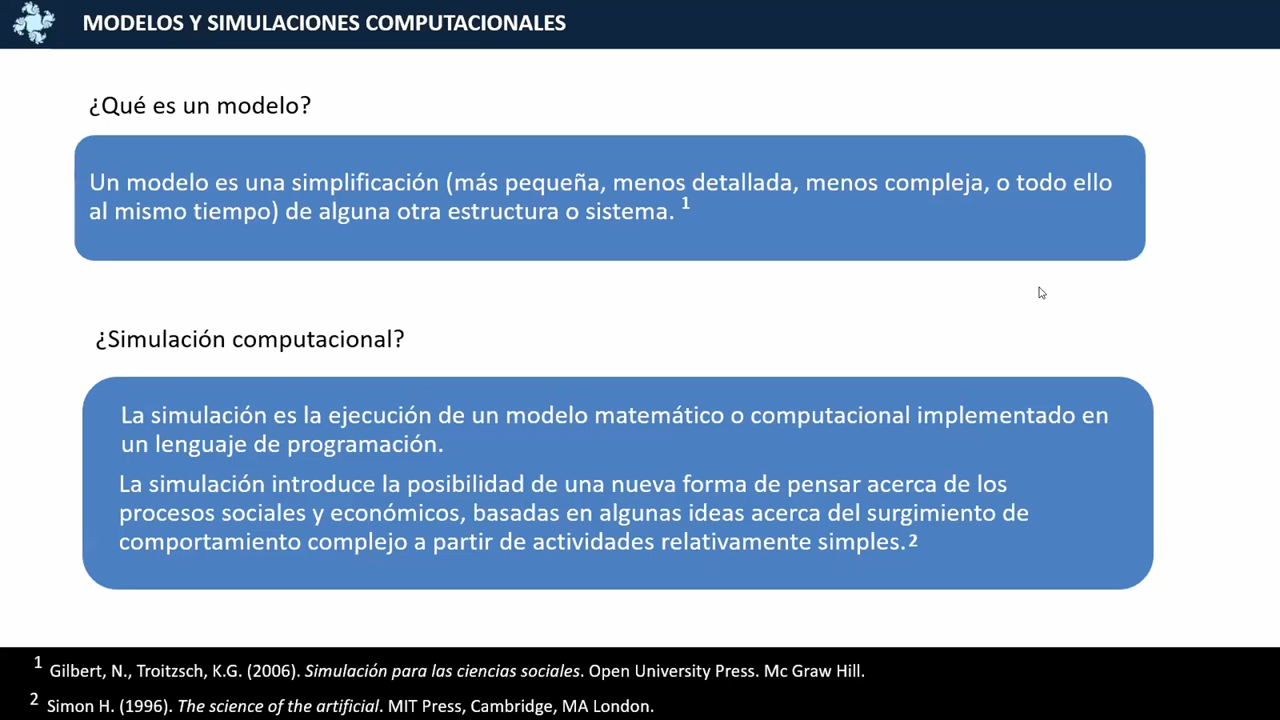 MODELOS Y SIMULACIONES COMPUTACIONALES
¿Qué es un modelo?
Un modelo es una simplificación (más pequeña, menos detallada, menos compleja, o todo ello
al mismo tiempo) de alguna otra estructura o sistema. 1
¿Simulación computacional?
La simulación es la ejecución de un modelo matemático o computacional implementado en
un lenguaje de programación.
La simulación introduce la posibilidad de una nueva forma de pensar acerca de los
procesos sociales y económicos, basadas en algunas ideas acerca del surgimiento de
comportamiento complejo a partir de actividades relativamente simples.2
1 Gilbert, N., Troitzsch, K.G. (2006). Simulación para las ciencias sociales. Open University Press. Mc Graw Hill.
2 Simon H. (1996). The science of the artificial. MIT Press, Cambridge, MA London.